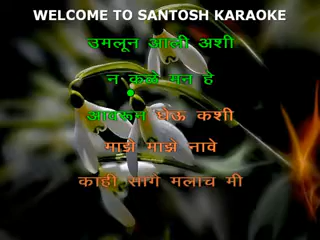 WELCOME TO SANTOSH KARAOKE
उमलून आली अशी
न कळे मन हे
आवरून घेऊ कशी
माझे माझे नावे
काही सांगे मलाच मी